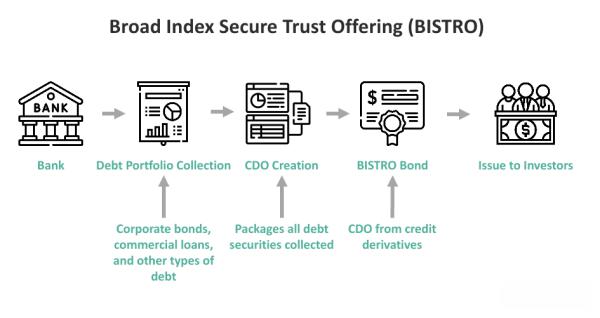 Broad Index Secure Trust Offering (BISTRO)
BANK
$
$
Bank
Debt Portfolio Collection
CDO Creation
BISTRO Bond
Issue to Investors
Corporate bonds,
commercial loans,
and other types of
debt
Packages all debt
securities collected
CDO from credit
derivatives